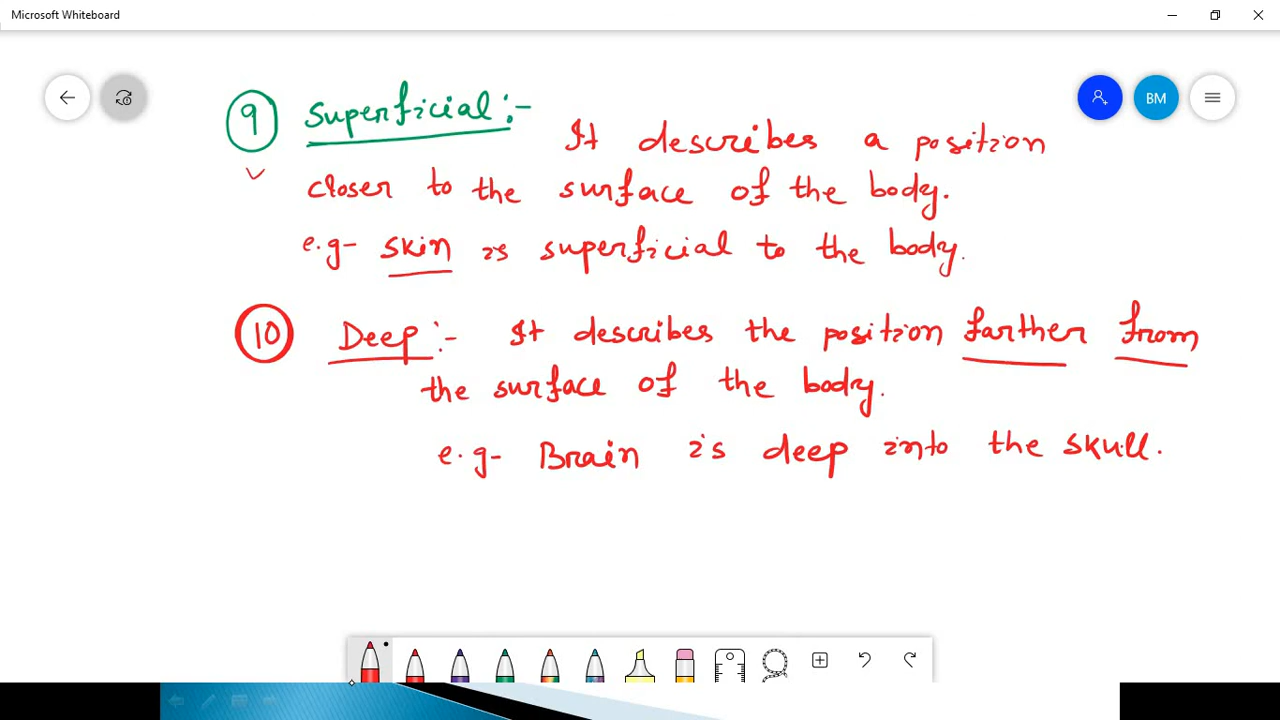 Microsoft Whiteboard
BM
9 Superficial:-
It describes a position
closer to the surface of the body.
e.g- skin is superficial to the body.
10 Deep:- It describes the position farther from
the surface of the body.
e.g- Brain is deep into the skull.